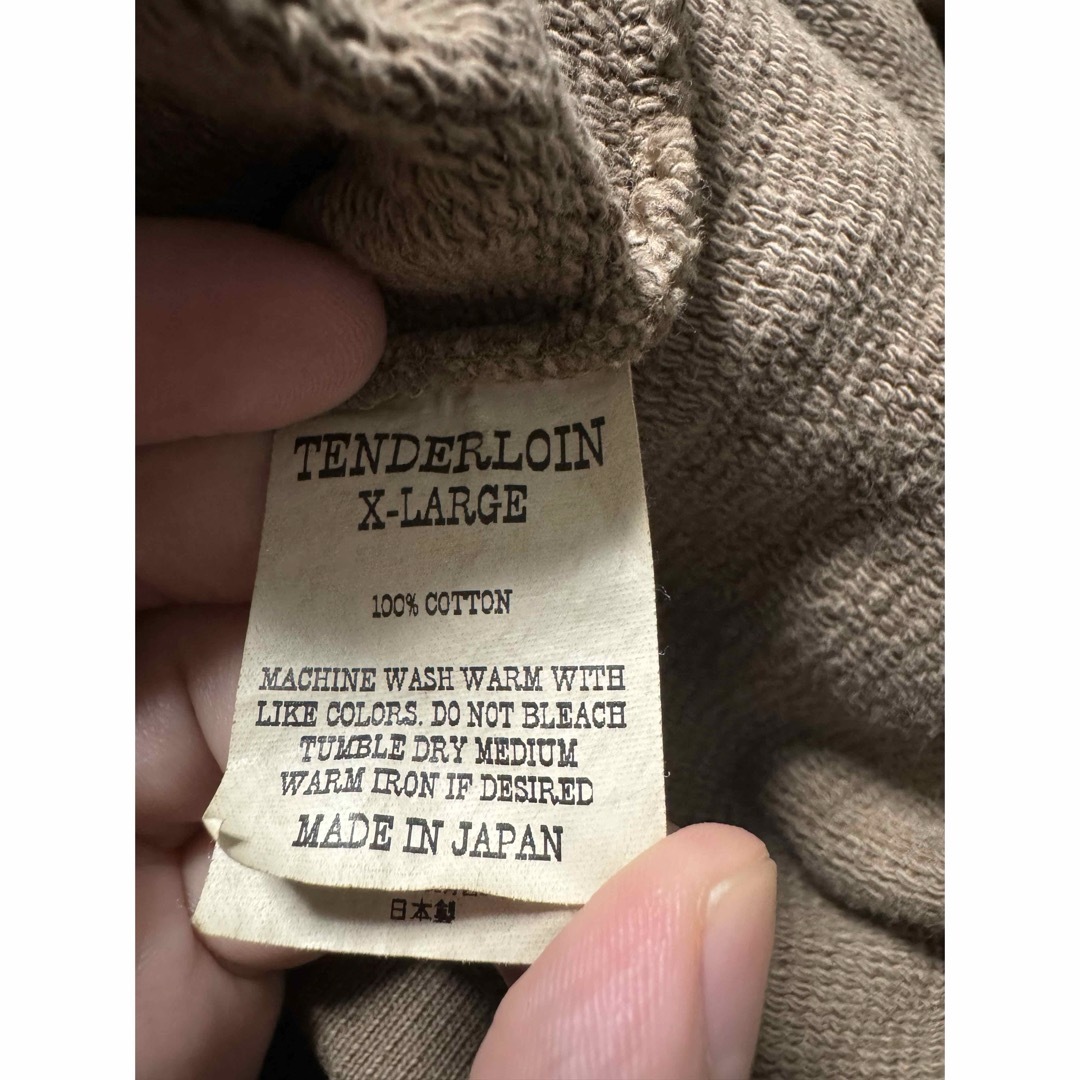 TENDERLOIN
X-LARGE
100% COTTON
MACHINE WASH WARM WITH
LIKE COLORS. DO NOT BLEACH
TUMBLE DRY MEDIUM
WARM IRON IF DESIRED
MADE IN JAPAN
日本製